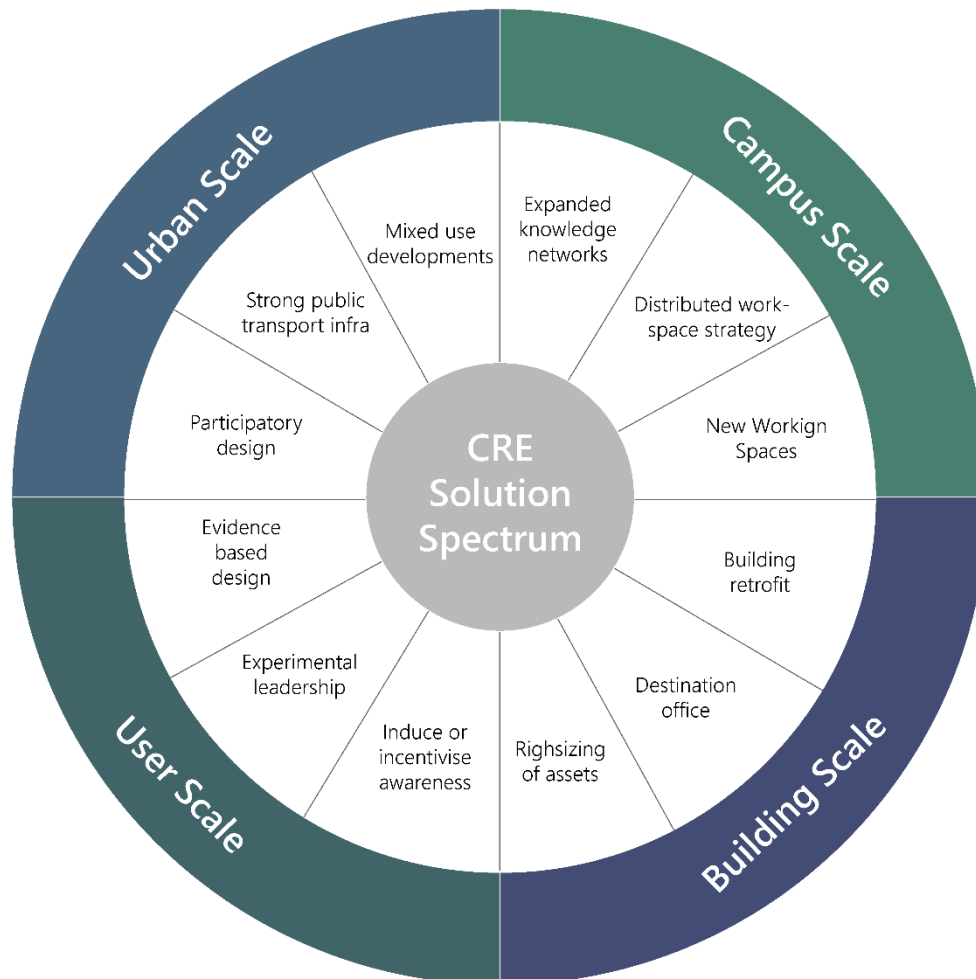 Urban Scale
Campus Scale
Mixed use
developments
Expanded
knowledge
networks
Strong public
transport infra
Distributed work-
space strategy
Participatory
design
New Workign
Spaces
CRE
Solution
Spectrum
Evidence
based
design
Building
retrofit
Experimental
leadership
Destination
office
Induce or
incentivise
awareness
Righsizing
of assets
User Scale
Building Scale